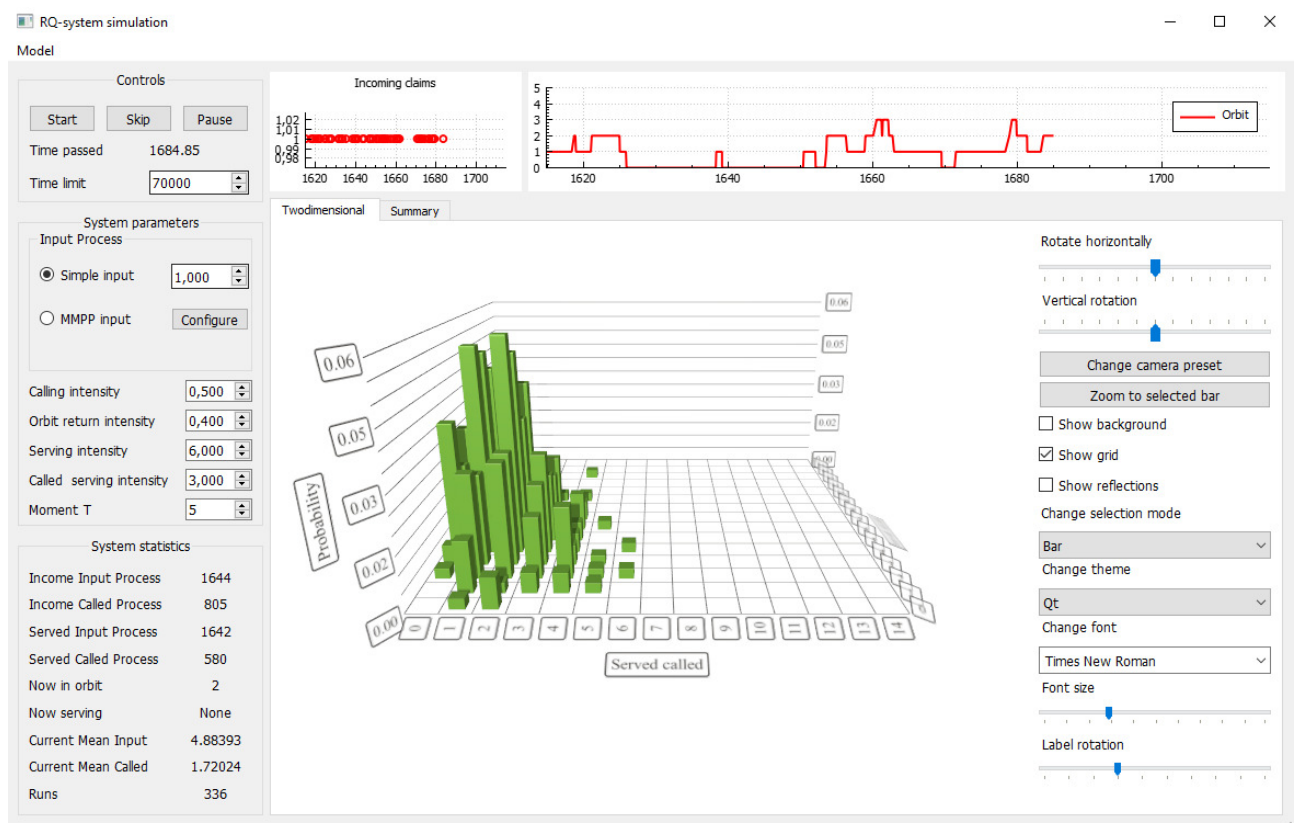 RQ-system simulation
Model
Controls
Start Skip Pause
Time passed 1684.85
Time limit 70000
System parameters
Input Process
Simple input 1,000
MMPP input Configure
Calling intensity 0,500
Orbit return intensity 0,400
Serving intensity 6,000
Called serving intensity 3,000
Moment T 5
System statistics
Income Input Process 1644
Income Called Process 805
Served Input Process 1642
Served Called Process 580
Now in orbit 2
Now serving None
Current Mean Input 4.88393
Current Mean Called 1.72024
Runs 336
Incoming claims
1,02
1,01
1
0,99
0,98
1620 1640 1660 1680 1700
5
4
3
2
1
0
1620 1640 1660 1680 1700
Orbit
Twodimensional Summary
0.06
0.05
0.03
0.02
0.00
Probability
0.06
0.05
0.03
0.02
0.00
0 1 2 3 4 5 6 7 8 9 10 11 12 13 14
Served called
Rotate horizontally
Vertical rotation
Change camera preset
Zoom to selected bar
Show background
Show grid
Show reflections
Change selection mode
Bar
Change theme
Qt
Change font
Times New Roman
Font size
Label rotation